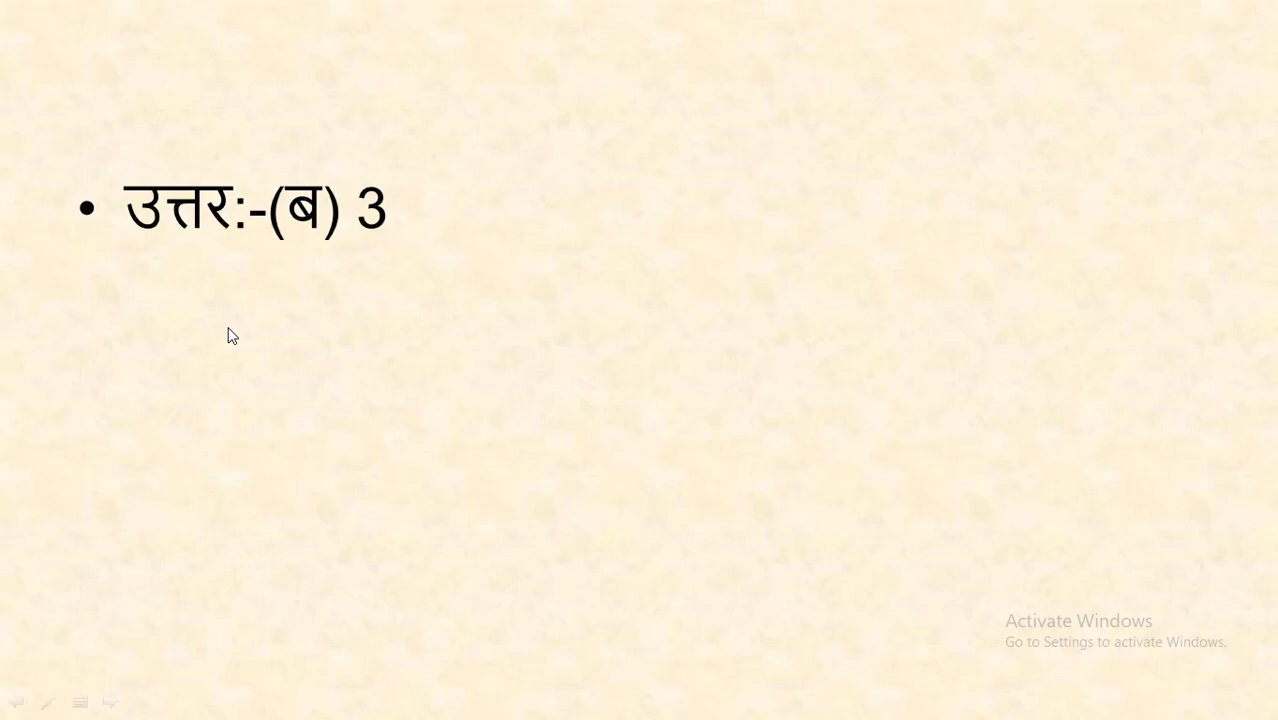 • उत्तर:-(ब) 3
Activate Windows
Go to Settings to activate Windows.